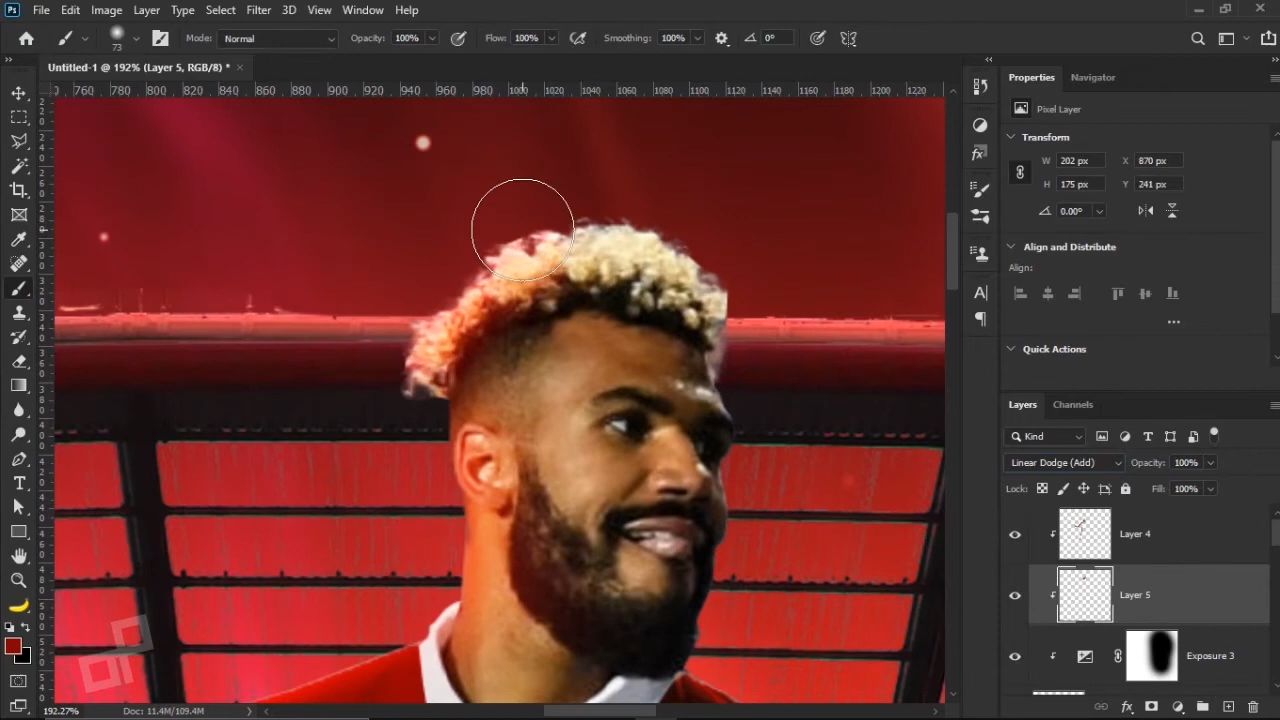 Ps File Edit Image Layer Type Select Filter 3D View Window Help
73 Mode: Normal Opacity: 100% Flow: 100% Smoothing: 100% 0°
Untitled-1 @ 192% (Layer 5, RGB/8) * ×
760 780 800 820 840 860 880 900 920 940 960 980 1000 1020 1040 1060 1080 1100 1120 1140 1160 1180 1200 1220
Properties Navigator
Pixel Layer
Transform
W 202 px X 870 px
H 175 px Y 241 px
0.00°
Align and Distribute
Align:
Quick Actions
Layers Channels
Kind
Linear Dodge (Add) Opacity: 100%
Lock: Fill: 100%
Layer 4
Layer 5
Exposure 3
192.27% Doc: 11.4M/109.4M